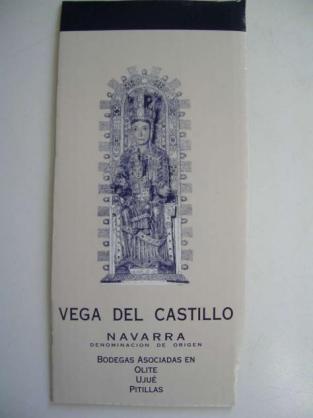 VEGA DEL CASTILLO
NAVARRA
DENOMINACION DE ORIGEN
BODEGAS ASOCIADAS EN
OLITE
UJUÉ
PITILLAS